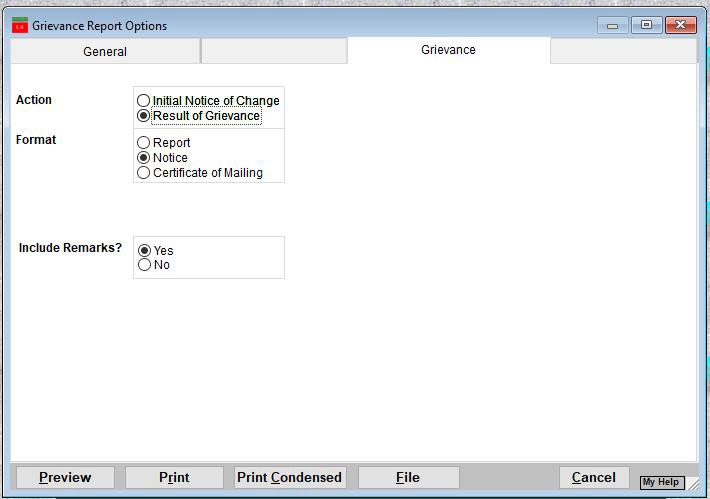 Grievance Report Options
General
Grievance
Action
Initial Notice of Change
Result of Grievance
Format
Report
Notice
Certificate of Mailing
Include Remarks?
Yes
No
Preview
Print
Print Condensed
File
Cancel
My Help